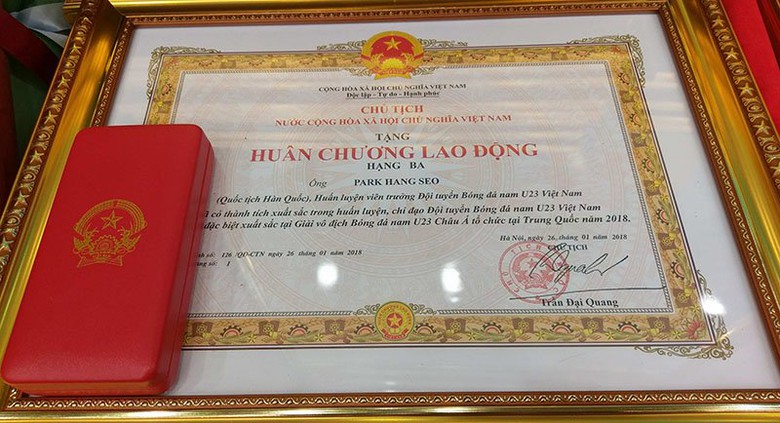 CỘNG HÒA XÃ HỘI CHỦ NGHĨA VIỆT NAM
Độc lập - Tự do - Hạnh phúc
CHỦ TỊCH
NƯỚC CỘNG HÒA XÃ HỘI CHỦ NGHĨA VIỆT NAM
TẶNG
HUÂN CHƯƠNG LAO ĐỘNG
HẠNG BA
Ông PARK HANG SEO
(Quốc tịch Hàn Quốc), Huấn luyện viên trưởng Đội tuyển Bóng đá nam U23 Việt Nam
có thành tích xuất sắc trong huấn luyện, chỉ đạo Đội tuyển Bóng đá nam U23 Việt Nam
đặc biệt xuất sắc tại Giải vô địch Bóng đá nam U23 Châu Á tổ chức tại Trung Quốc năm 2018.
Hà Nội, ngày 26 tháng 01 năm 2018
số: 126 /QĐ-CTN ngày 26 tháng 01 năm 2018
CHỦ TỊCH
số: 1
Trần Đại Quang